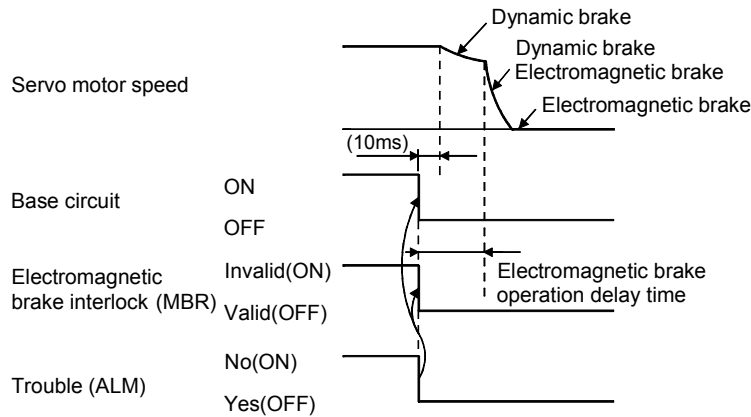 Dynamic brake
Dynamic brake
Electromagnetic brake
Servo motor speed
Electromagnetic brake
(10ms)
ON
Base circuit
OFF
Invalid(ON)
Electromagnetic
brake interlock (MBR)
Valid(OFF)
Electromagnetic brake
operation delay time
No(ON)
Trouble (ALM)
Yes(OFF)